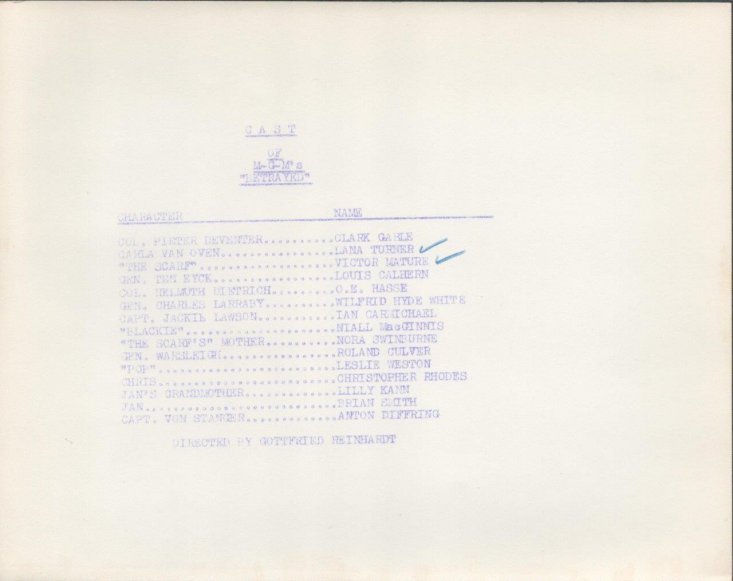 C A S T
OF
M-G-M's
"BETRAYED"
CHARACTER NAME
COL. PIETER DEVENTER..........CLARK GABLE
CARLA VAN OVEN................LANA TURNER
"THE SCARF"...................VICTOR MATURE
GEN. TEN EYCK.................LOUIS CALHERN
COL. HELMUTH DIETRICH.........O.E. HASSE
GEN. CHARLES LARRABY..........WILFRID HYDE WHITE
CAPT. JACKIE LAWSON...........IAN CARMICHAEL
"BLACKIE".....................NIALL MacGINNIS
"THE SCARF'S" MOTHER..........NORA SWINBURNE
GEN. WARSLEIGH................ROLAND CULVER
"POP".........................LESLIE WESTON
CHRIS.........................CHRISTOPHER RHODES
JAN'S GRANDMOTHER.............LILLY KANN
JAN...........................BRIAN SMITH
CAPT. VON STANGER.............ANTON DIFFRING
DIRECTED BY GOTTFRIED REINHARDT